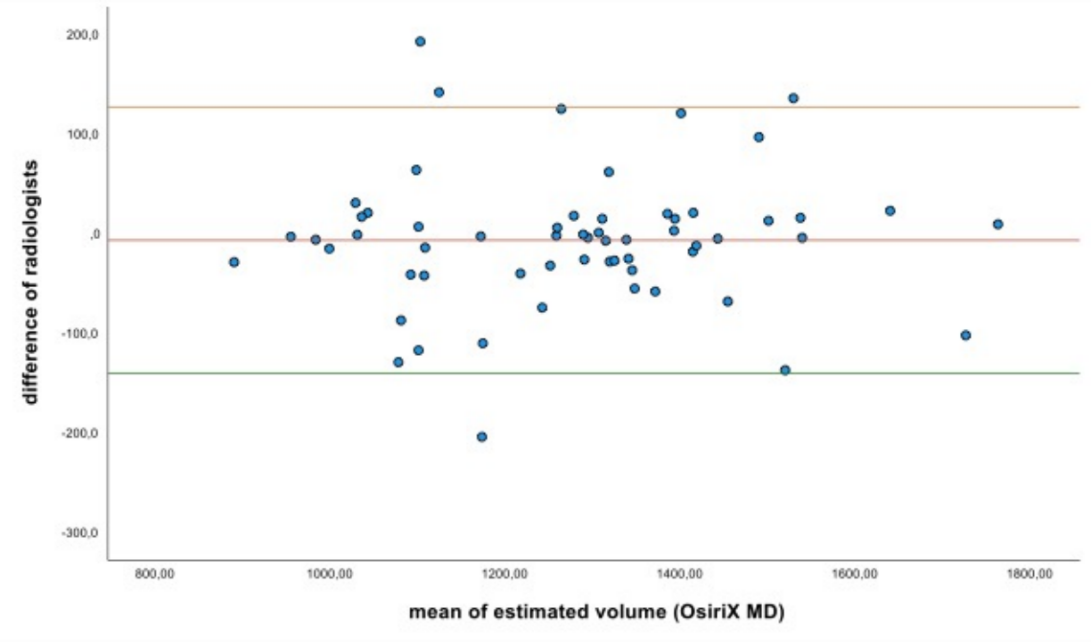 difference of radiologists
200,0
100,0
,0
-100,0
-200,0
-300,0
800,00 1000,00 1200,00 1400,00 1600,00 1800,00
mean of estimated volume (OsiriX MD)